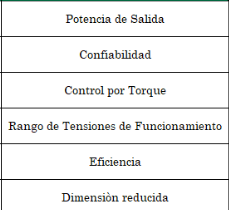 Potencia de Salida
Confiabilidad
Control por Torque
Rango de Tensiones de Funcionamiento
Eficiencia
Dimensiòn reducida